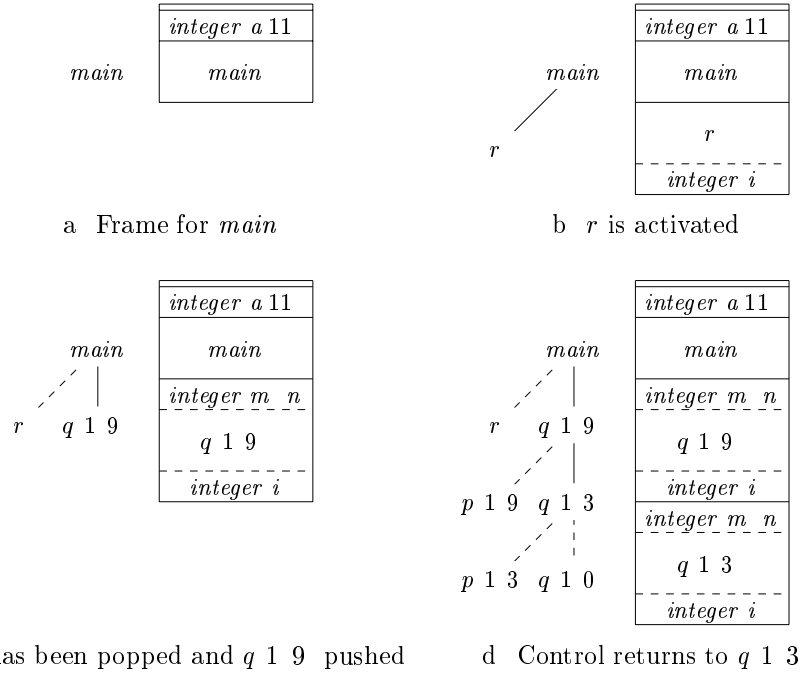 integer a 11
main
main
a Frame for main
integer a 11
main
main
r
r
integer i
b r is activated
integer a 11
main
main
integer m n
r
q 1 9
q 1 9
integer i
has been popped and q 1 9 pushed
integer a 11
main
main
integer m n
r
q 1 9
q 1 9
integer i
p 1 9
q 1 3
integer m n
q 1 3
p 1 3
q 1 0
integer i
d Control returns to q 1 3